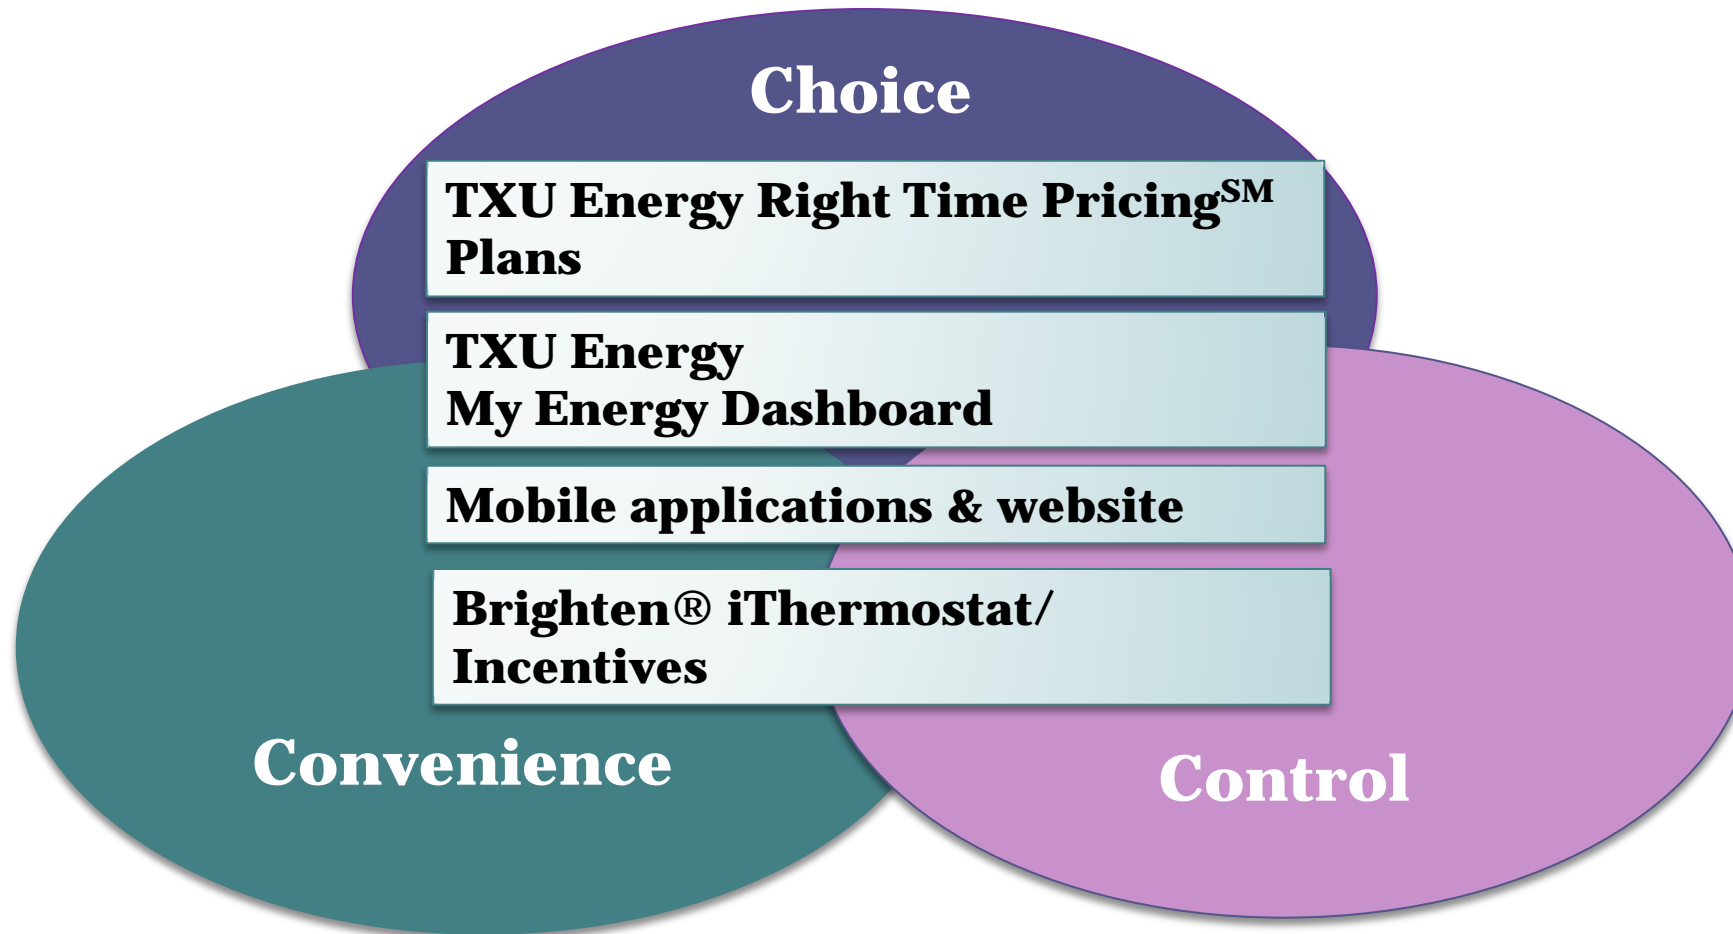 Choice
TXU Energy Right Time Pricing℠
Plans
TXU Energy
My Energy Dashboard
Mobile applications & website
Brighten® iThermostat/
Incentives
Convenience
Control